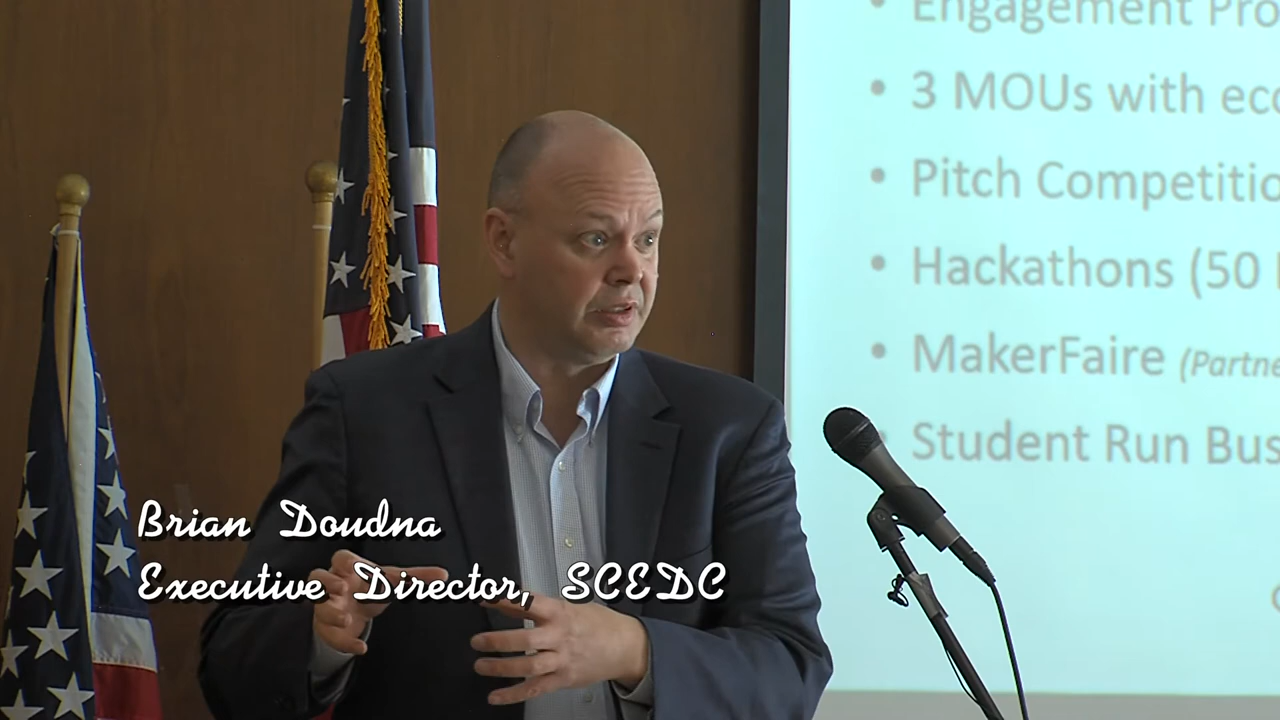 Engagement Pro
• 3 MOUs with eco
• Pitch Competitio
• Hackathons (50
• MakerFaire (Partne
• Student Run Bus
Brian Doudna
Executive Director, SCEDC